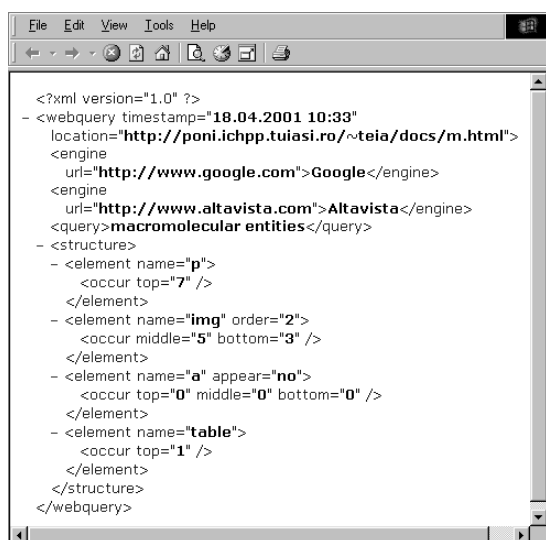 File Edit View Tools Help
<?xml version="1.0" ?>
– <webquery timestamp="18.04.2001 10:33"
location="http://poni.ichpp.tuiasi.ro/~teia/docs/m.html">
<engine
url="http://www.google.com">Google</engine>
<engine
url="http://www.altavista.com">Altavista</engine>
<query>macromolecular entities</query>
– <structure>
– <element name="p">
<occur top="7" />
</element>
– <element name="img" order="2">
<occur middle="5" bottom="3" />
</element>
– <element name="a" appear="no">
<occur top="0" middle="0" bottom="0" />
</element>
– <element name="table">
<occur top="1" />
</element>
</structure>
</webquery>